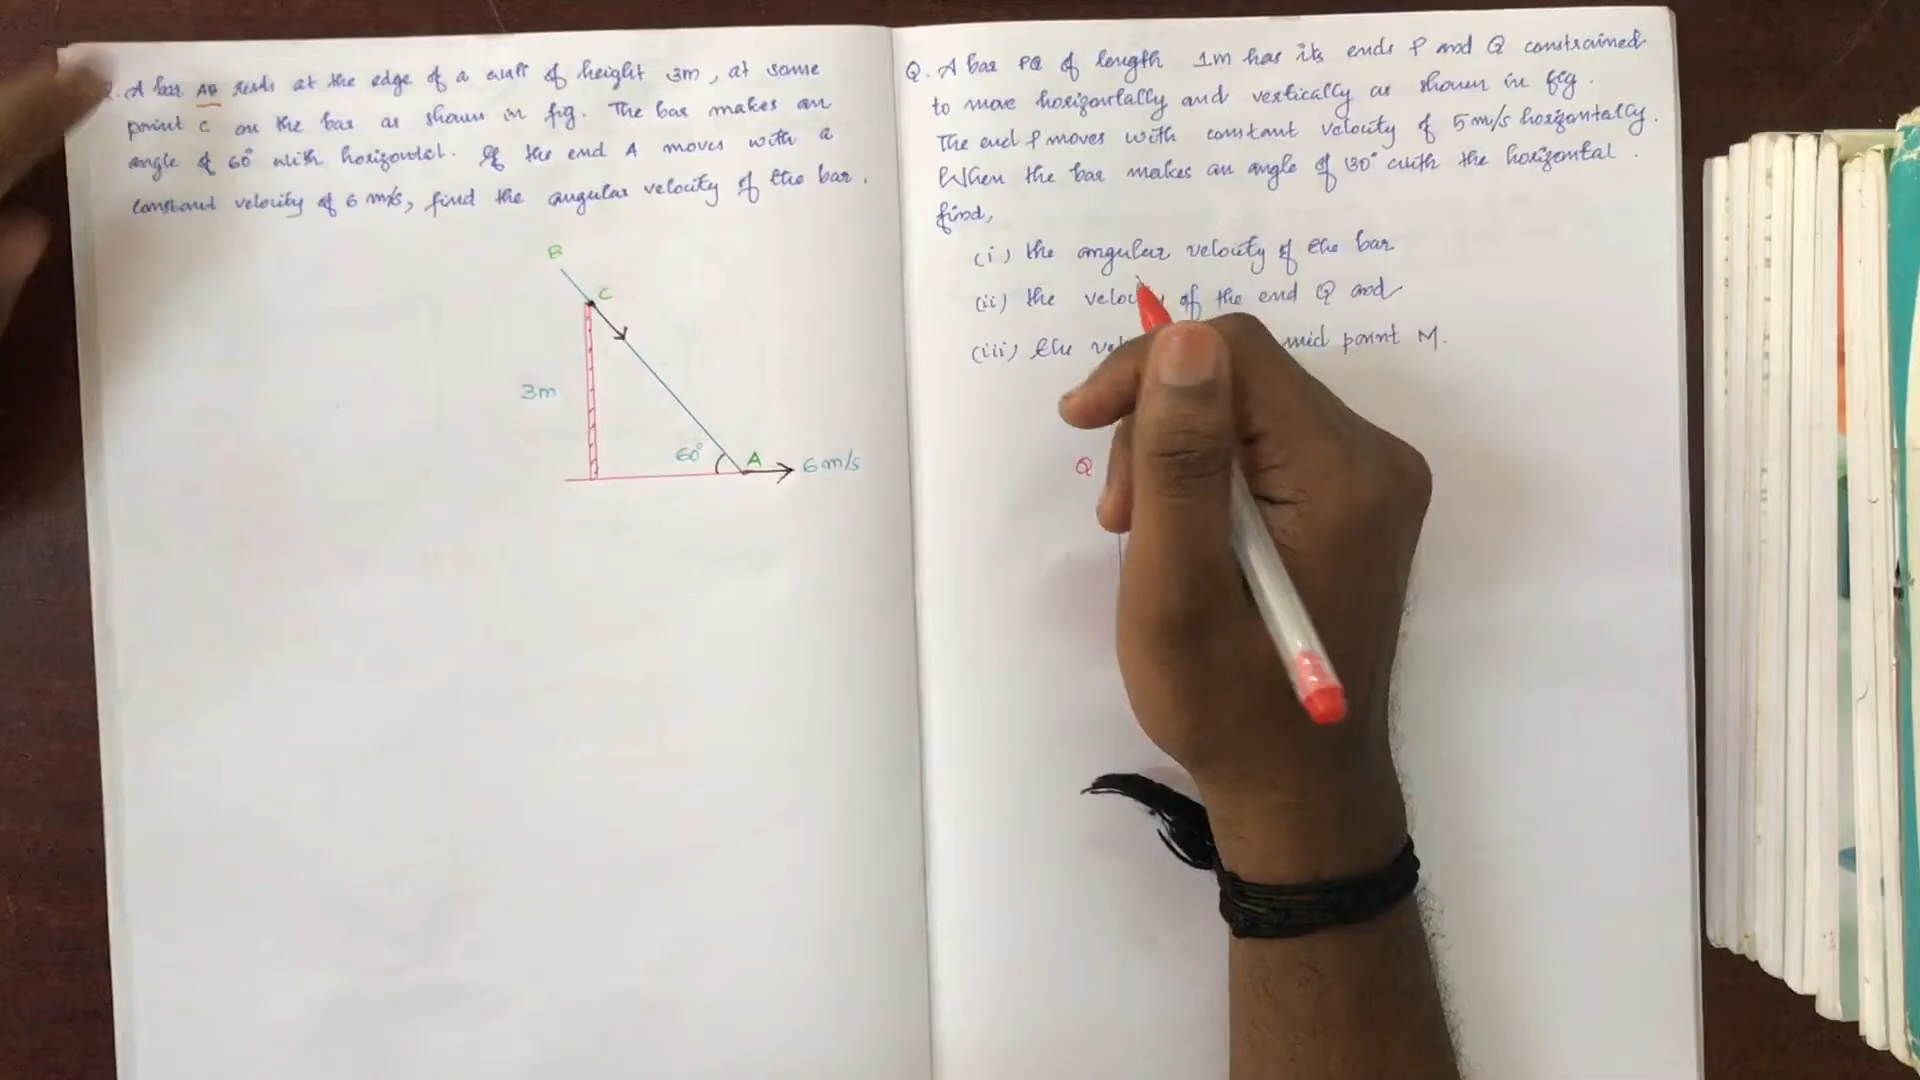 Q. A bar AB rests at the edge of a wall of height 3m, at some
point C on the bar as shown in fig. The bar makes an
angle of 60° with horizontal. If the end A moves with a
constant velocity of 6 m/s, find the angular velocity of the bar.
B
C
3m
60°
A
6m/s
Q. A bar PQ of length 1m has its ends P and Q constrained
to move horizontally and vertically as shown in fig.
The end P moves with constant velocity of 5m/s horizontally.
When the bar makes an angle of 30° with the horizontal.
find,
(i) the angular velocity of the bar
(ii) the of the end Q and
(iii) the mid point M.
Q